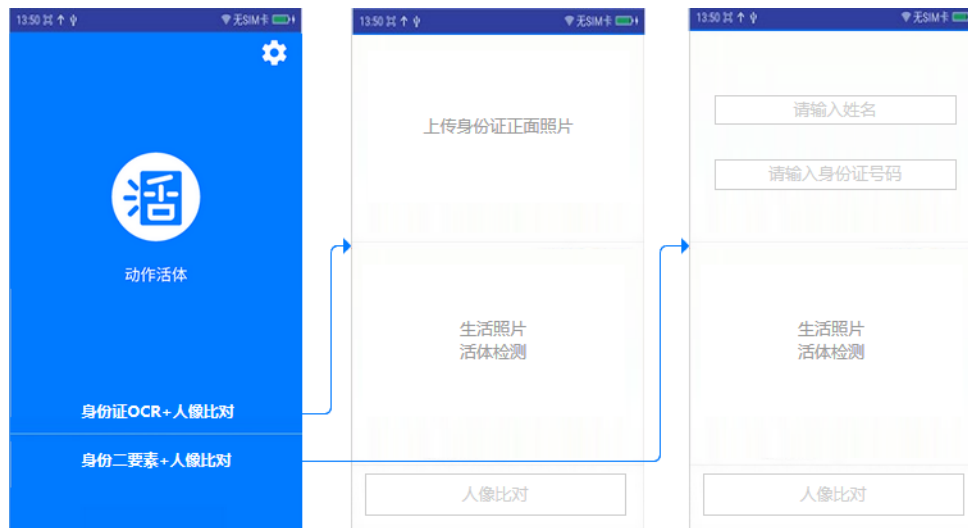 13:50 无SIM卡
活
动作活体
身份证OCR+人像比对
身份二要素+人像比对
13:50 无SIM卡
上传身份证正面照片
生活照片
活体检测
人像比对
13:50 无SIM卡
请输入姓名
请输入身份证号码
生活照片
活体检测
人像比对